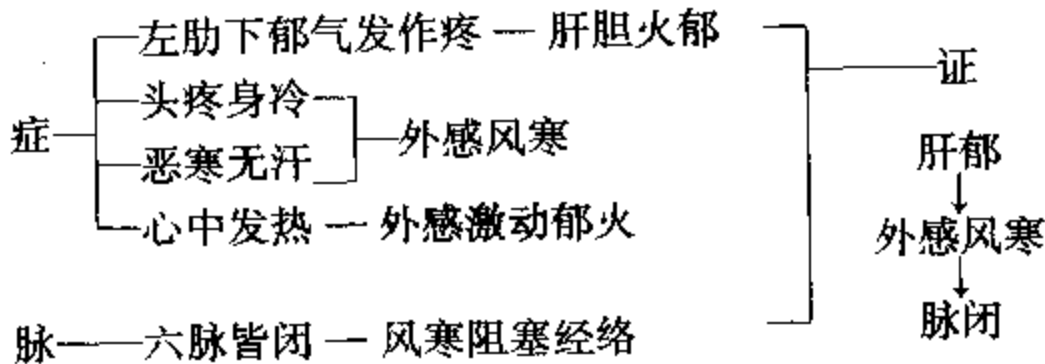 左肋下郁气发作疼 — 肝胆火郁
证
头疼身冷
症
外感风寒
恶寒无汗
肝郁
心中发热 — 外感激动郁火
外感风寒
脉 — 六脉皆闭 — 风寒阻塞经络
脉闭